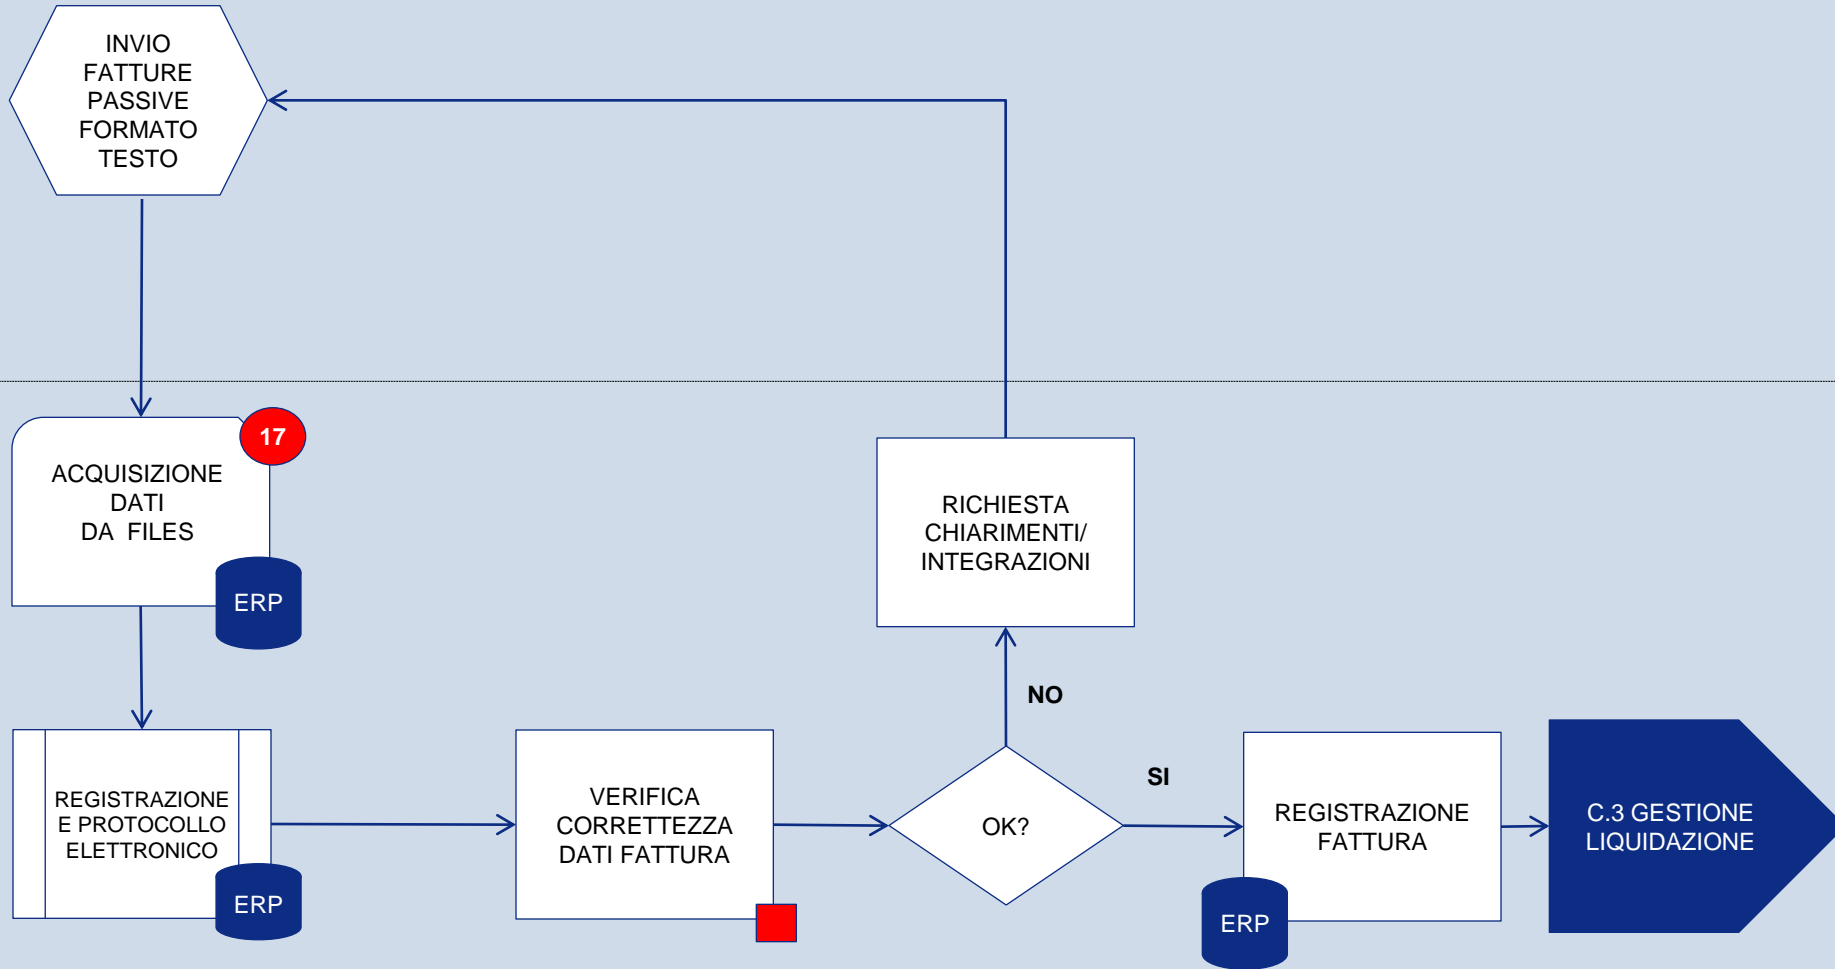 INVIO
FATTURE
PASSIVE
FORMATO
TESTO
17
ACQUISIZIONE
DATI
DA FILES
ERP
RICHIESTA
CHIARIMENTI/
INTEGRAZIONI
NO
REGISTRAZIONE
E PROTOCOLLO
ELETTRONICO
ERP
VERIFICA
CORRETTEZZA
DATI FATTURA
OK?
SI
REGISTRAZIONE
FATTURA
ERP
C.3 GESTIONE
LIQUIDAZIONE